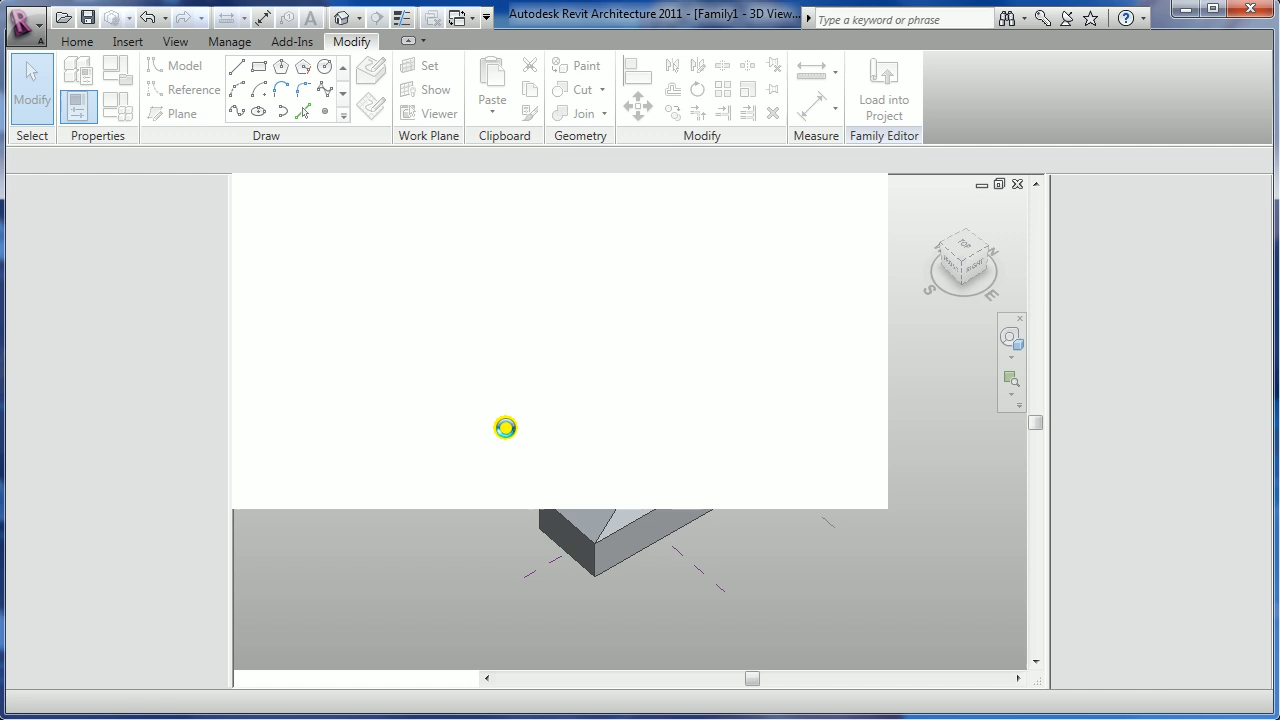 Autodesk Revit Architecture 2011 - [Family1 - 3D View...
Type a keyword or phrase
Home Insert View Manage Add-Ins Modify
Modify
Model
Reference
Plane
Set
Show
Viewer
Paste
Paint
Cut
Join
Load into
Project
Select Properties Draw Work Plane Clipboard Geometry Modify Measure Family Editor
TOP
RIGHT
N
S
E